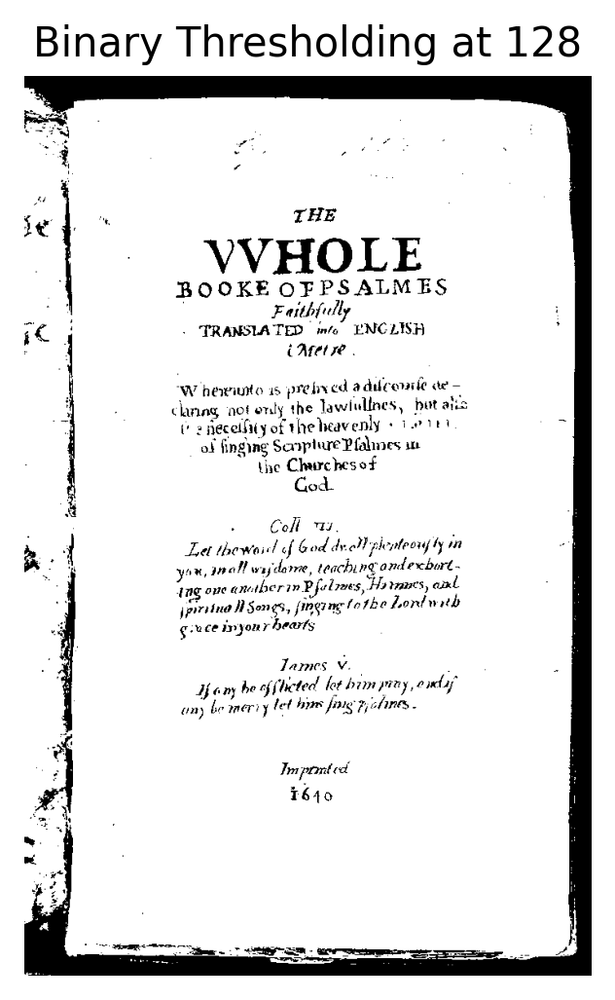 Binary Thresholding at 128
THE
VVHOLE
BOOKE OF PSALMES
Faithfully
TRANSLATED into ENGLISH
Metre.
Whereunto is prefixed a discourse de-
claring not only the lawfullnes, but also
the necessity of the heavenly
of singing Scripture Psalmes in
the Churches of
God.
Coll III.
Let the word of God dwell plenteously in
you, in all wisdome, teaching and exhort-
ing one another in Psalmes, Himnes, and
spirituall Songs, singing to the Lord with
grace in your hearts
Iames v.
If any be afflicted let him pray, and if
any be merry let him sing psalmes.
Imprinted
1640